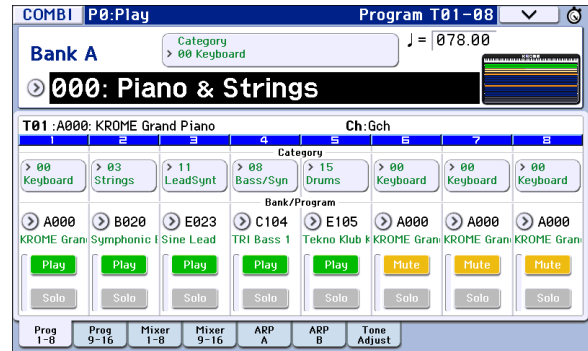 COMBI P0:Play Program T01-08
Bank A
Category
> 00 Keyboard
♩= 078.00
KROME
000: Piano & Strings
T01 :A000: KROME Grand Piano Ch:Gch
1 2 3 4 5 6 7 8
Category
> 00 > 03 > 11 > 08 > 15 > 00 > 00 > 00
Keyboard Strings LeadSynt Bass/Syn Drums Keyboard Keyboard Keyboard
Bank/Program
A000 B020 E023 C104 E105 A000 A000 A000
KROME Gran Symphonic E Sine Lead TRI Bass 1 Tekno Klub K KROME Gran KROME Gran KROME Gran
Play Play Play Play Play Mute Mute Mute
Solo Solo Solo Solo Solo Solo Solo Solo
Prog 1-8 Prog 9-16 Mixer 1-8 Mixer 9-16 ARP A ARP B Tone Adjust